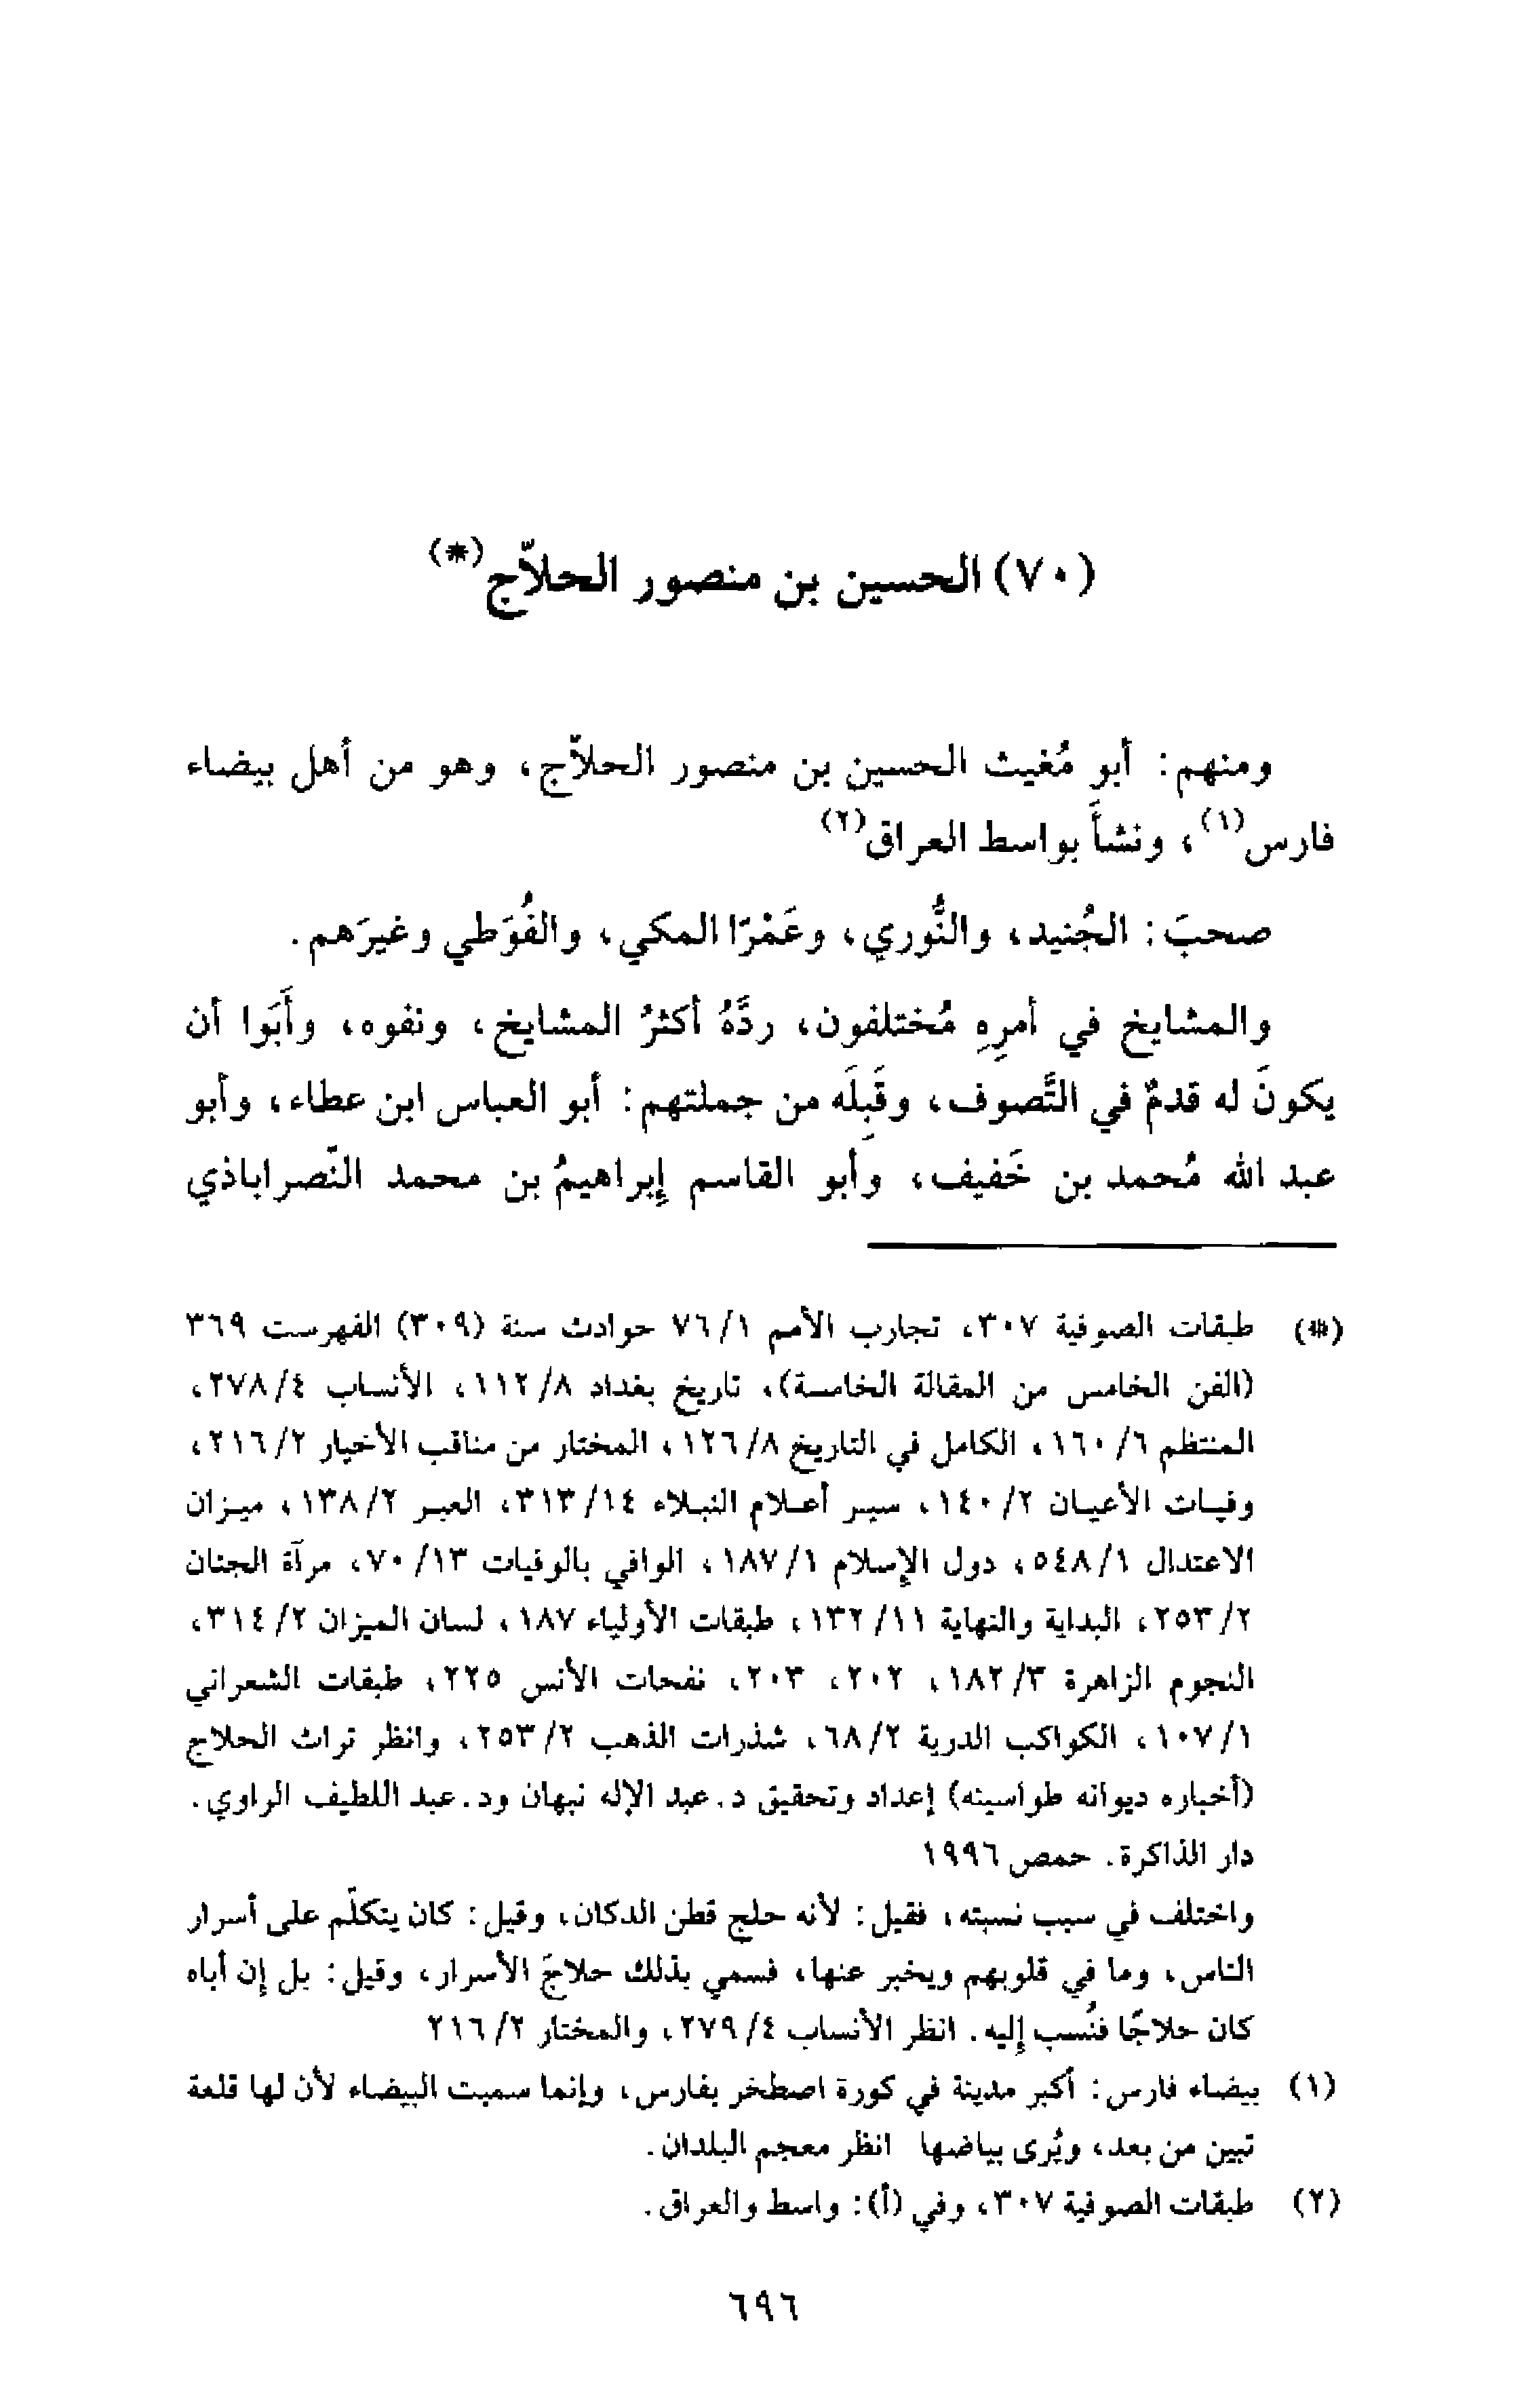 (٧٠) الحسين بن منصور الحلاّج(*)
ومنهم: أبو مُغيث الحسين بن منصور الحلاّج، وهو من أهل بيضاء
فارس(١)، ونشأَ بواسط العراق(٢)
صحبَ: الجُنيد، والنُّوري، وعَمْرًا المكي، والفُوَطي وغيرَهم.
والمشايخ في أمرِهِ مُختلفون، ردَّهُ أكثرُ المشايخ، ونفوه، وأَبَوا أن
يكونَ له قدمٌ في التَّصوف، وقَبِلَه من جملتهم: أبو العباس ابن عطاء، وأبو
عبد الله مُحمد بن خَفيف، وأبو القاسم إبراهيمُ بن محمد النّصراباذي
(*) طبقات الصوفية ٣٠٧، تجارب الأمم ٧٦/١ حوادث سنة (٣٠٩) الفهرست ٣٦٩
(الفن الخامس من المقالة الخامسة)، تاريخ بغداد ١١٢/٨، الأنساب ٢٧٨/٤،
المنتظم ١٦٠/٦، الكامل في التاريخ ١٢٦/٨، المختار من مناقب الأخيار ٢١٦/٢،
وفيات الأعيان ١٤٠/٢، سير أعلام النبلاء ٣١٣/١٤، العبر ١٣٨/٢، ميزان
الاعتدال ٥٤٨/١، دول الإسلام ١٨٧/١، الوافي بالوفيات ٧٠/١٣، مرآة الجنان
٢٥٣/٢، البداية والنهاية ١٣٢/١١، طبقات الأولياء ١٨٧، لسان الميزان ٣١٤/٢،
النجوم الزاهرة ١٨٢/٣، ٢٠٢، ٢٠٣، نفحات الأنس ٢٢٥، طبقات الشعراني
١٠٧/١، الكواكب الدرية ٦٨/٢، شذرات الذهب ٢٥٣/٢، وانظر تراث الحلاج
(أخباره ديوانه طواسينه) إعداد وتحقيق د. عبد الإله نبهان ود. عبد اللطيف الراوي.
دار الذاكرة. حمص ١٩٩٦
واختلف في سبب نسبته، فقيل: لأنه حلج قطن الدكان، وقيل: كان يتكلّم على أسرار
الناس، وما في قلوبهم ويخبر عنها، فسمي بذلك حلاجَ الأسرار، وقيل: بل إن أباه
كان حلاجًا فنُسب إليه. انظر الأنساب ٢٧٩/٤، والمختار ٢١٦/٢
(١) بيضاء فارس: أكبر مدينة في كورة اصطخر بفارس، وإنما سميت البيضاء لأن لها قلعة
تبين من بعد، ويُرى بياضها انظر معجم البلدان.
(٢) طبقات الصوفية ٣٠٧، وفي (أ): واسط والعراق.
٦٩٦